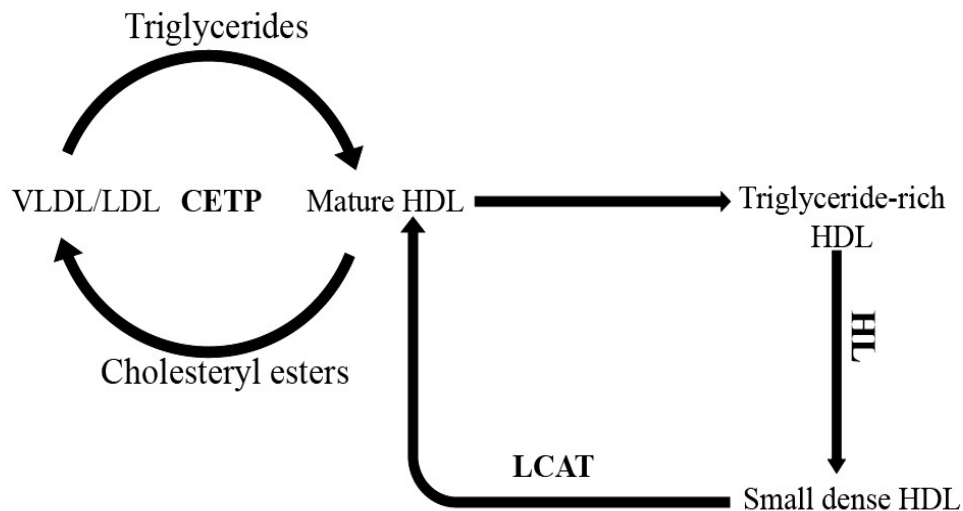 Triglycerides
VLDL/LDL CETP Mature HDL
Triglyceride-rich
HDL
HL
Cholesteryl esters
LCAT
Small dense HDL